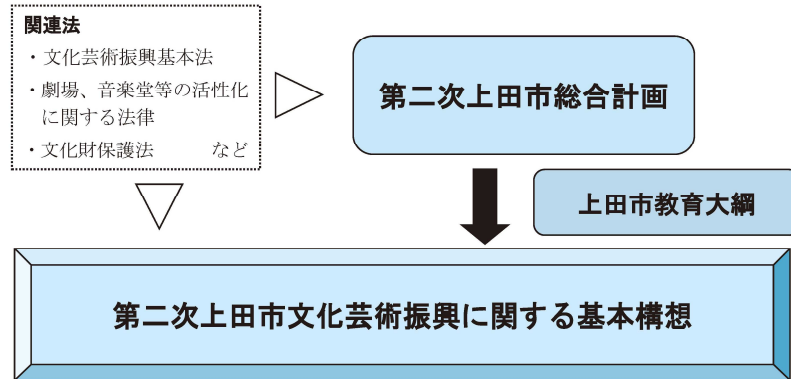 関連法
・文化芸術振興基本法
・劇場、音楽堂等の活性化
に関する法律
・文化財保護法　　など
第二次上田市総合計画
上田市教育大綱
第二次上田市文化芸術振興に関する基本構想